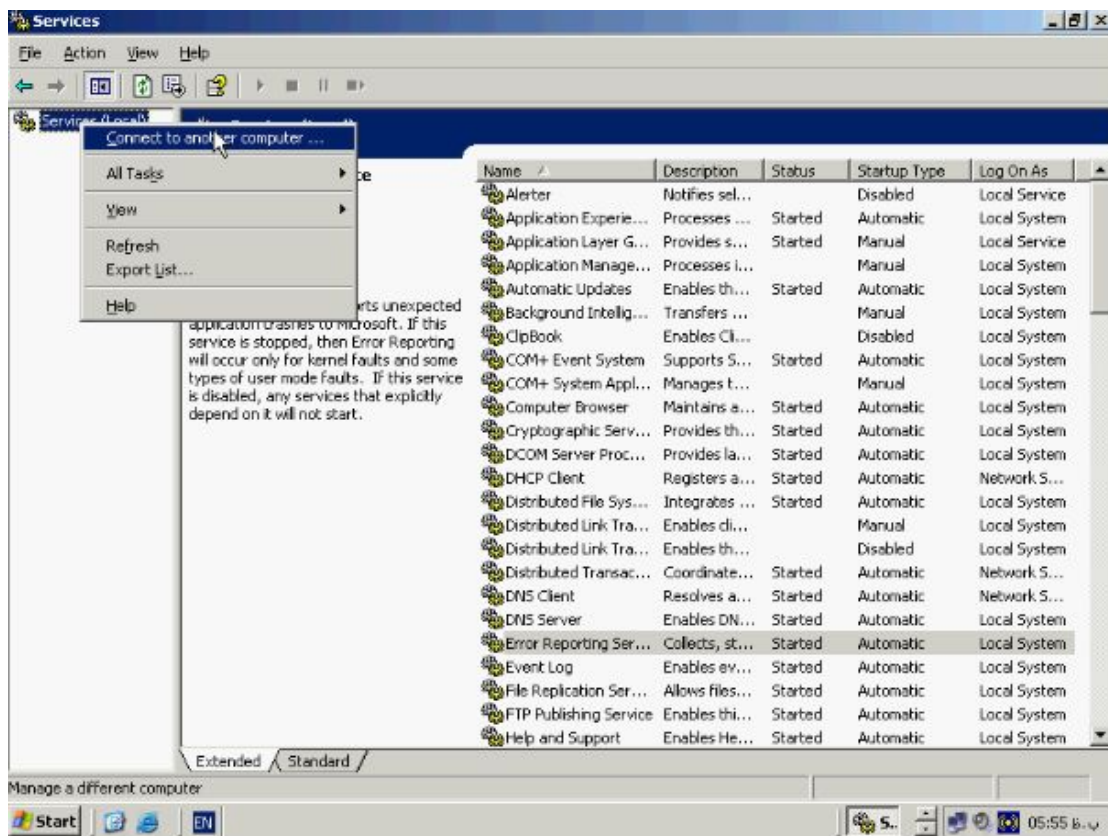 Services
File Action View Help
Services (Local)
Connect to another computer ...
All Tasks
View
Refresh
Export List...
Help
application crashes to Microsoft. If this
service is stopped, then Error Reporting
will occur only for kernel faults and some
types of user mode faults. If this service
is disabled, any services that explicitly
depend on it will not start.
unexpected
Name Description Status Startup Type Log On As
Alerter Notifies sel... Disabled Local Service
Application Experie... Processes ... Started Automatic Local System
Application Layer G... Provides s... Started Manual Local Service
Application Manage... Processes i... Manual Local System
Automatic Updates Enables th... Started Automatic Local System
Background Intellig... Transfers ... Manual Local System
ClipBook Enables Cli... Disabled Local System
COM+ Event System Supports S... Started Automatic Local System
COM+ System Appl... Manages t... Manual Local System
Computer Browser Maintains a... Started Automatic Local System
Cryptographic Serv... Provides th... Started Automatic Local System
DCOM Server Proc... Provides la... Started Automatic Local System
DHCP Client Registers a... Started Automatic Network S...
Distributed File Sys... Integrates ... Started Automatic Local System
Distributed Link Tra... Enables cli... Manual Local System
Distributed Link Tra... Enables th... Disabled Local System
Distributed Transac... Coordinate... Started Automatic Network S...
DNS Client Resolves a... Started Automatic Network S...
DNS Server Enables DN... Started Automatic Local System
Error Reporting Ser... Collects, st... Started Automatic Local System
Event Log Enables ev... Started Automatic Local System
File Replication Ser... Allows files... Started Automatic Local System
FTP Publishing Service Enables thi... Started Automatic Local System
Help and Support Enables He... Started Automatic Local System
Extended Standard
Manage a different computer
Start EN S.. 05:55 ب.ظ